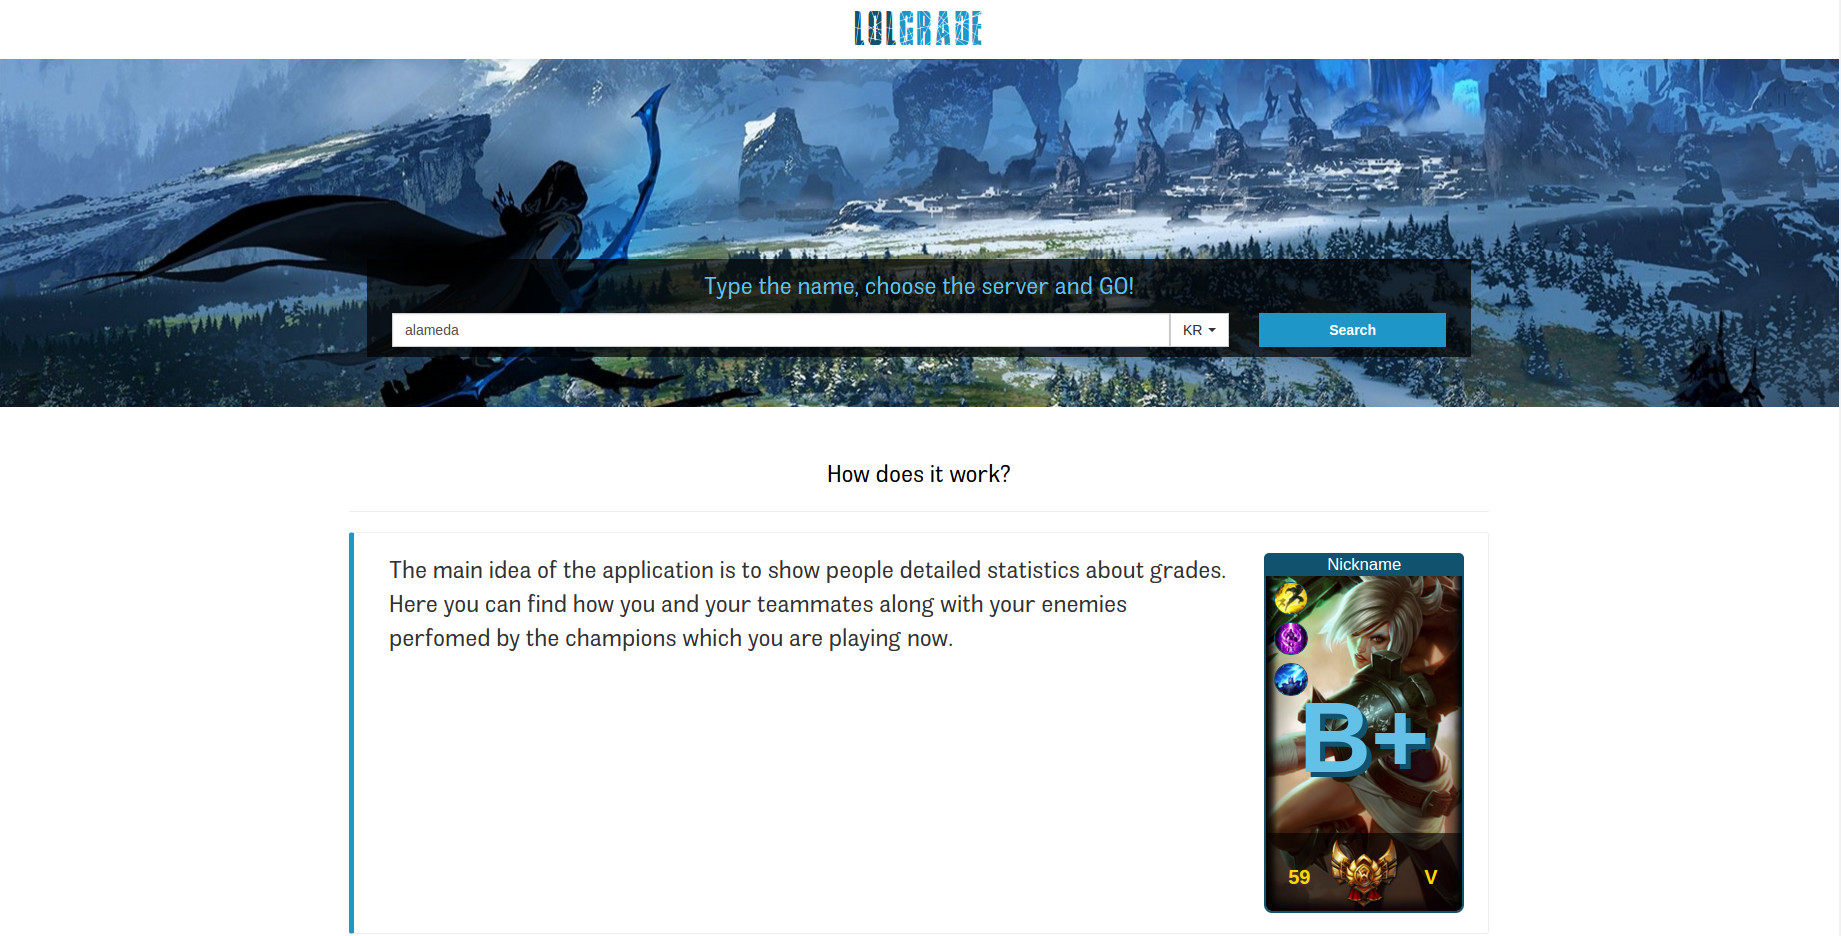 LOLGRADE
Type the name, choose the server and GO!
alameda
KR
Search
How does it work?
The main idea of the application is to show people detailed statistics about grades.
Here you can find how you and your teammates along with your enemies
perfomed by the champions which you are playing now.
Nickname
B+
59
V